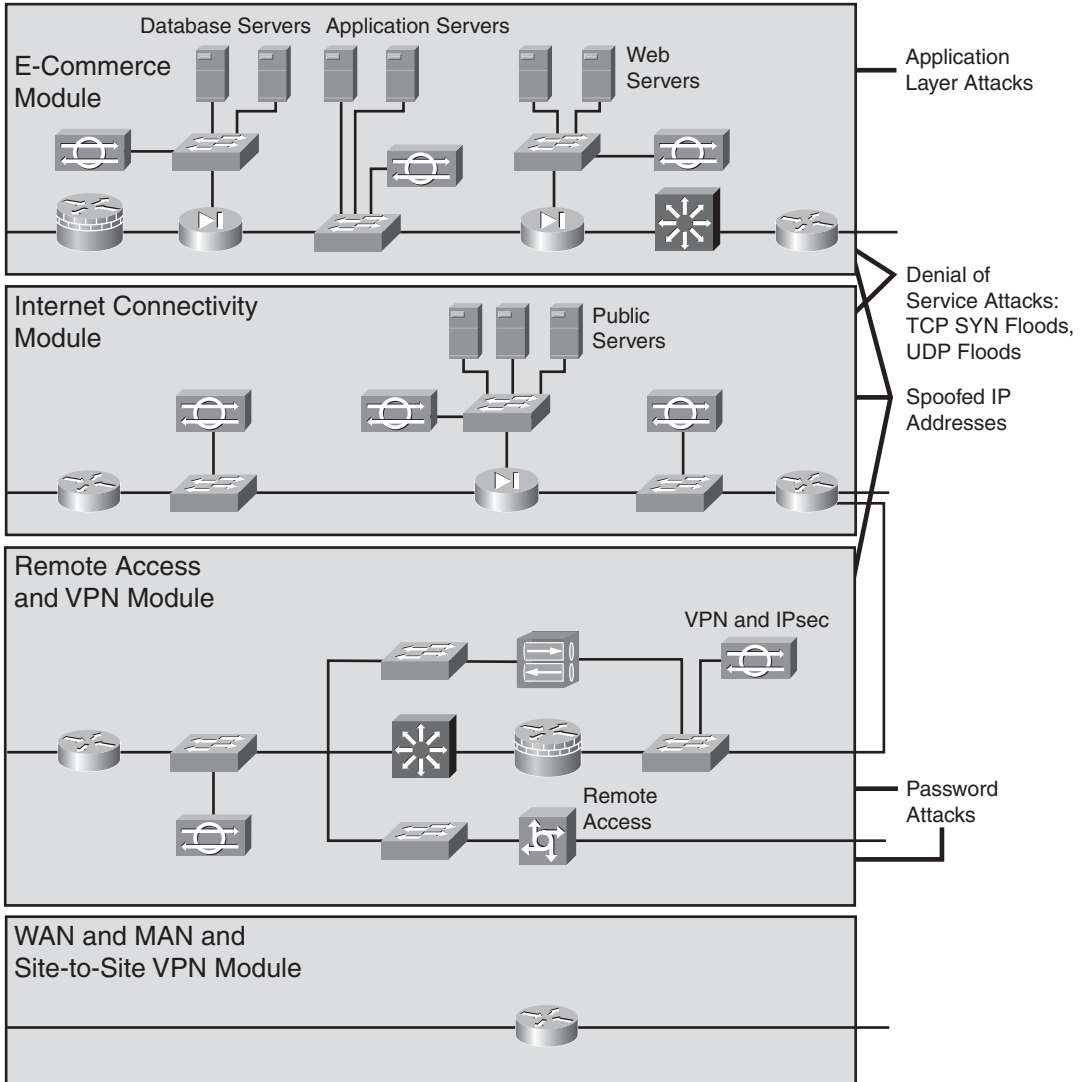 Database Servers
Application Servers
E-Commerce
Module
Web
Servers
Application
Layer Attacks
Internet Connectivity
Module
Public
Servers
Denial of
Service Attacks:
TCP SYN Floods,
UDP Floods
Spoofed IP
Addresses
Remote Access
and VPN Module
VPN and IPsec
Remote
Access
Password
Attacks
WAN and MAN and
Site-to-Site VPN Module